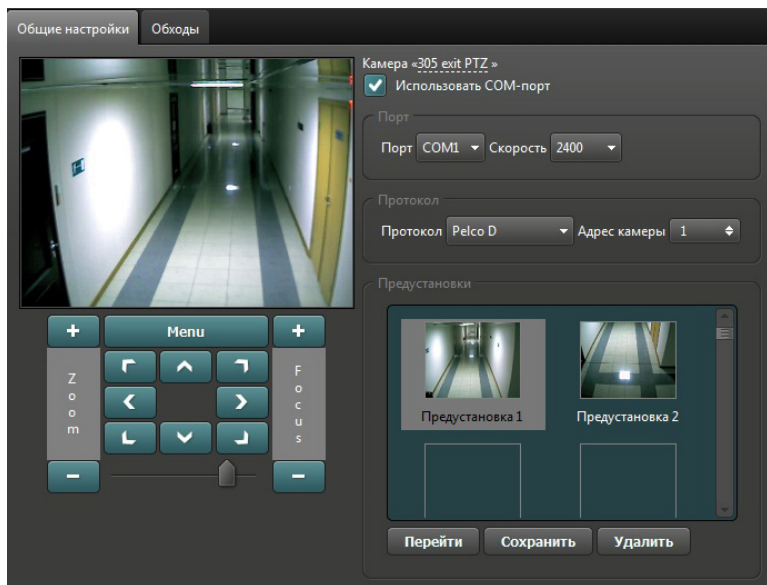 Общие настройки
Обходы
Камера «305 exit PTZ »
Использовать COM-порт
Порт
Порт COM1 Скорость 2400
Протокол
Протокол Pelco D Адрес камеры 1
Предустановки
Предустановка 1
Предустановка 2
Перейти
Сохранить
Удалить
+ Menu +
Zoom
Focus